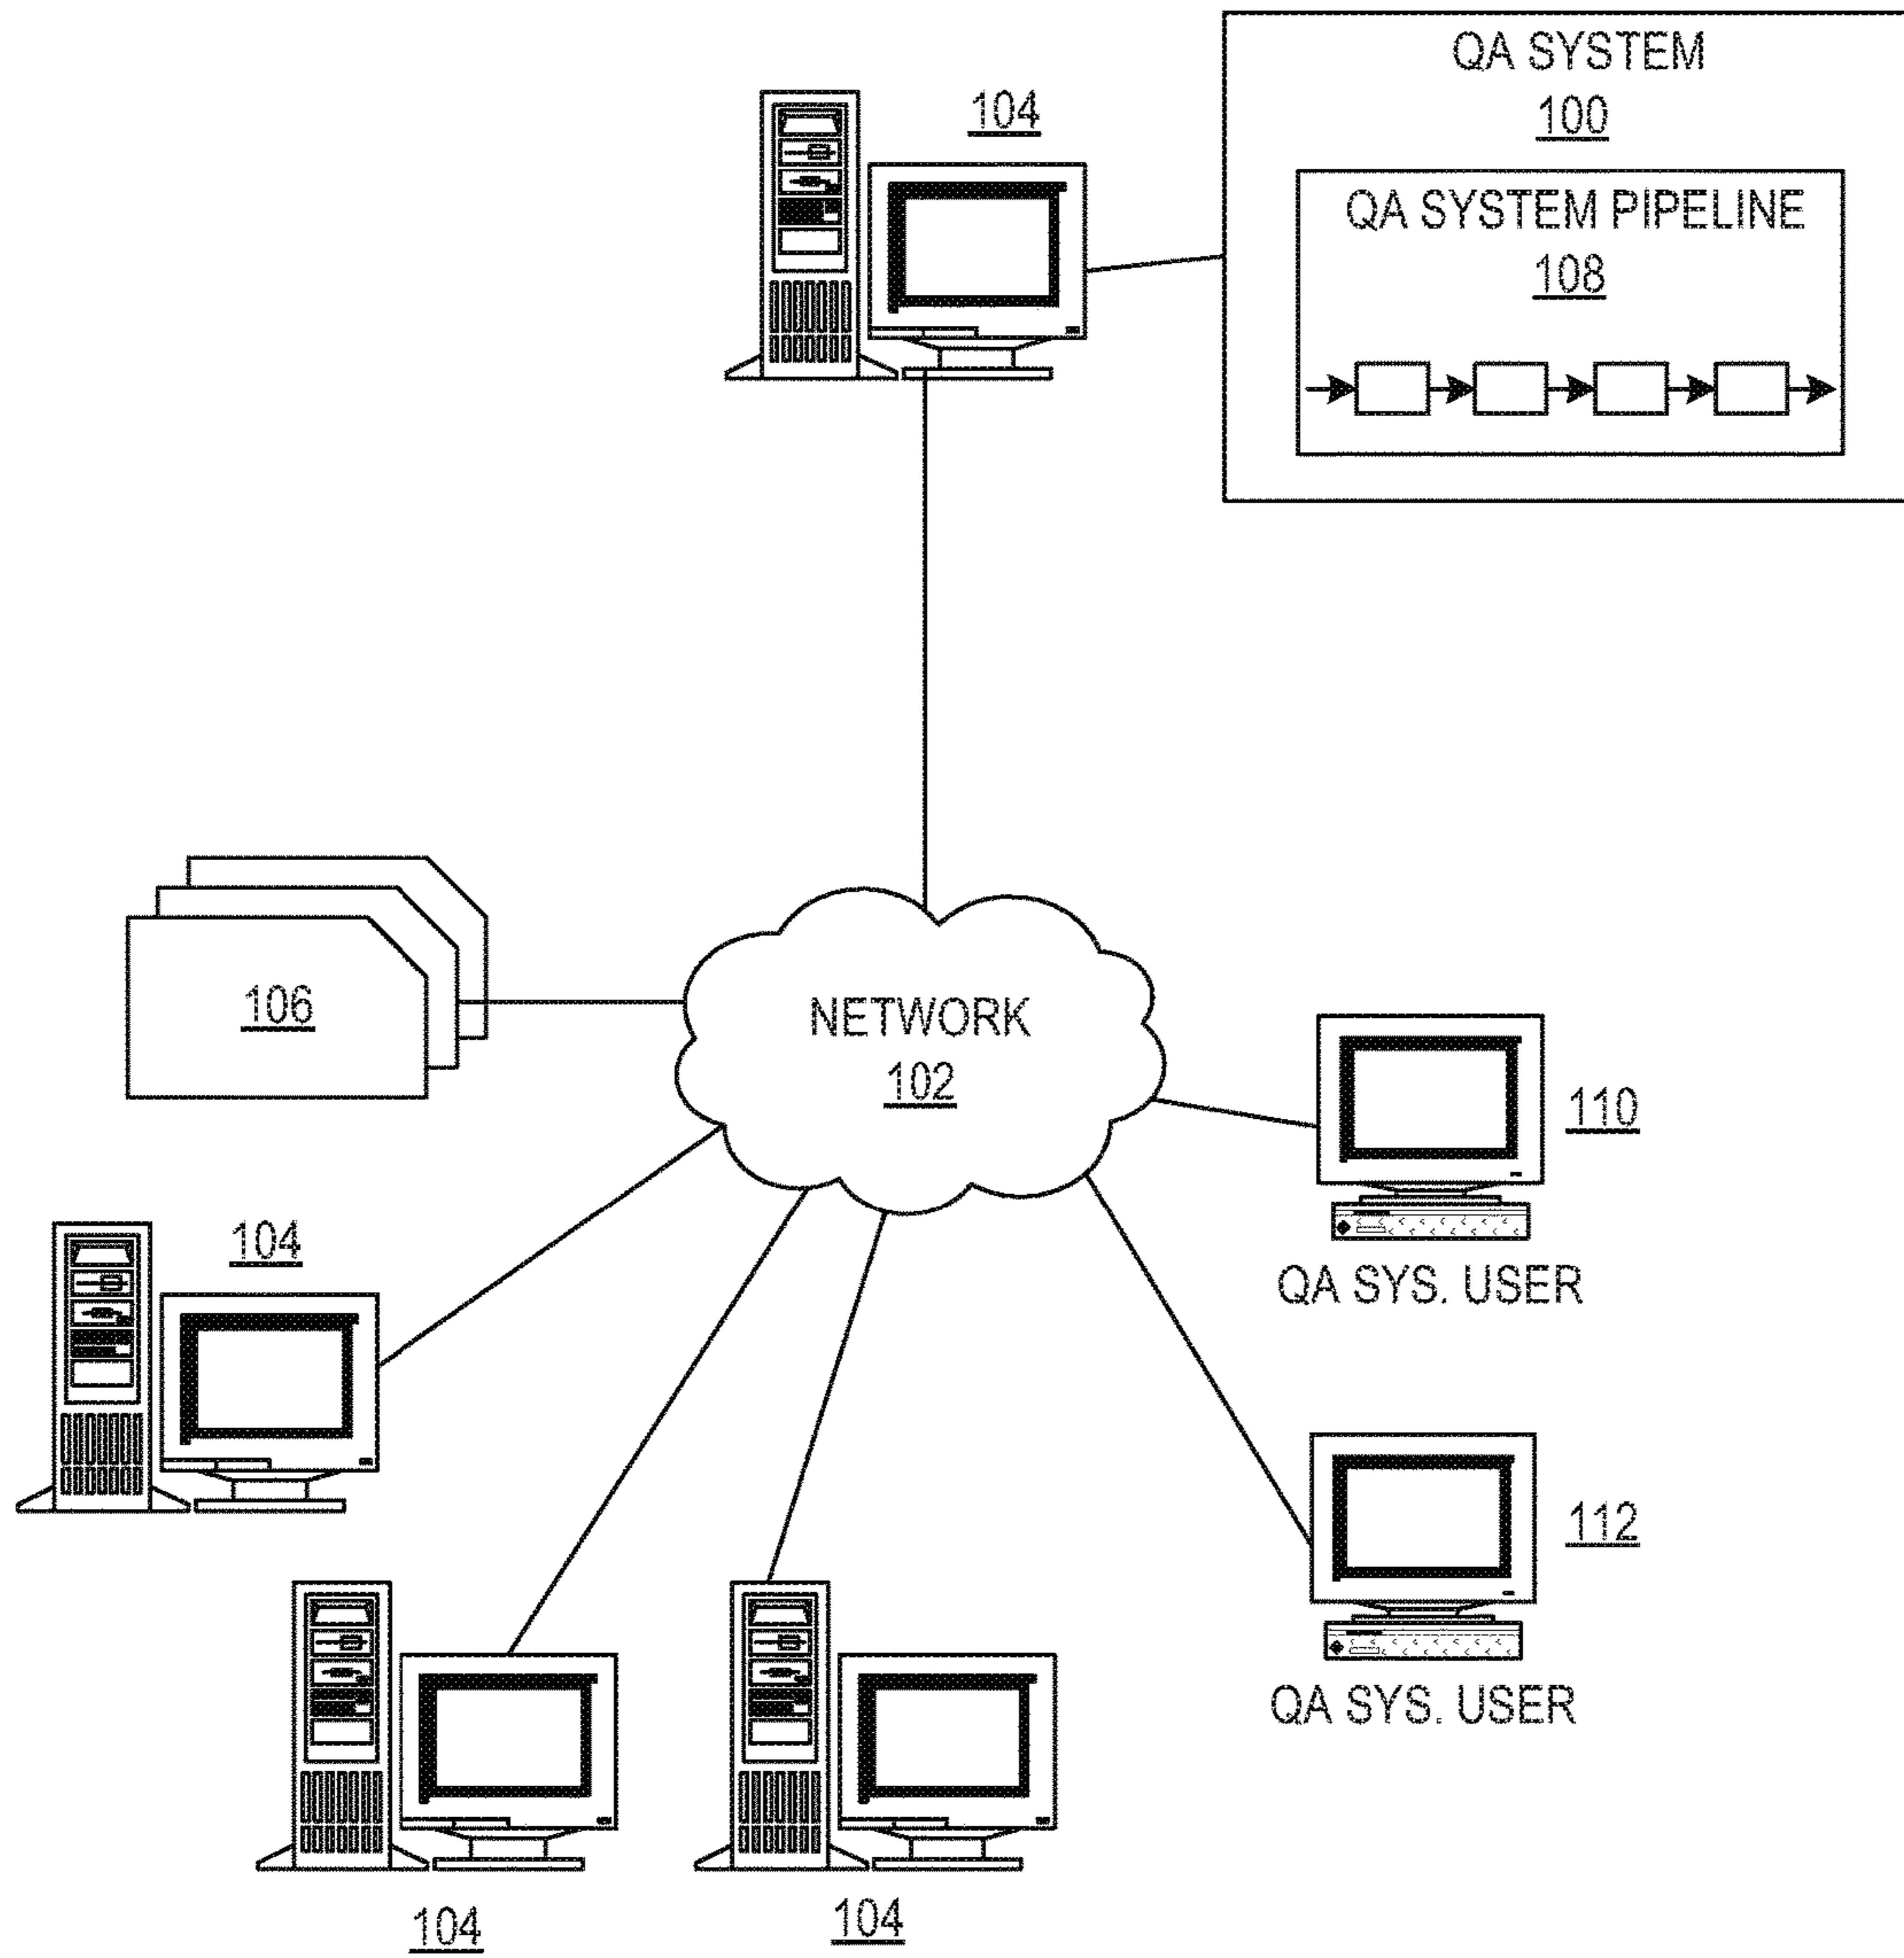 QA SYSTEM
100
104
QA SYSTEM PIPELINE
108
106
NETWORK
102
110
QA SYS. USER
104
112
QA SYS. USER
104
104